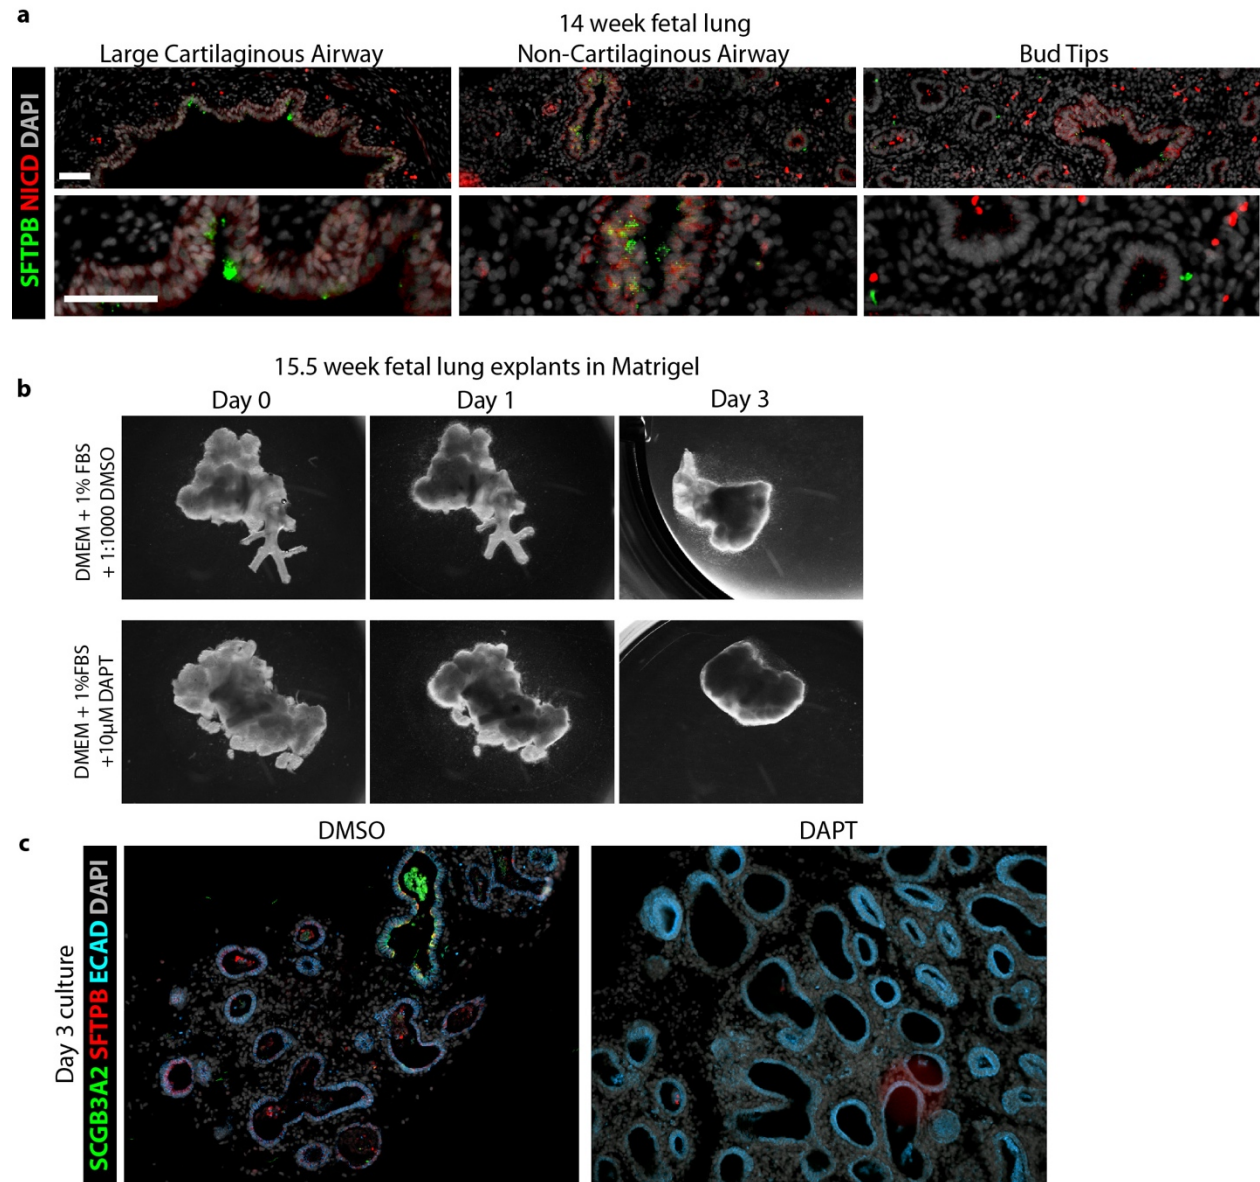 a
14 week fetal lung
Large Cartilaginous Airway
Non-Cartilaginous Airway
Bud Tips
SFTPB NICD DAPI
b
15.5 week fetal lung explants in Matrigel
Day 0
Day 1
Day 3
DMEM + 1% FBS
+ 1:1000 DMSO
DMEM + 1%FBS
+10µM DAPT
c
DMSO
DAPT
Day 3 culture
SCGB3A2 SFTPB ECAD DAPI